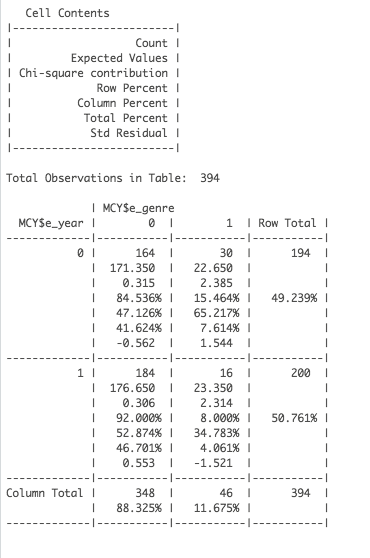 Cell Contents
|-------------------------|
|                   Count |
|         Expected Values |
| Chi-square contribution |
|             Row Percent |
|          Column Percent |
|           Total Percent |
|            Std Residual |
|-------------------------|
Total Observations in Table:  394
             | MCY$e_genre
  MCY$e_year |        0  |        1  | Row Total |
-------------|-----------|-----------|-----------|
           0 |      164  |       30  |      194  |
             |  171.350  |   22.650  |           |
             |    0.315  |    2.385  |           |
             |   84.536% |   15.464% |   49.239% |
             |   47.126% |   65.217% |           |
             |   41.624% |    7.614% |           |
             |   -0.562  |    1.544  |           |
-------------|-----------|-----------|-----------|
           1 |      184  |       16  |      200  |
             |  176.650  |   23.350  |           |
             |    0.306  |    2.314  |           |
             |   92.000% |    8.000% |   50.761% |
             |   52.874% |   34.783% |           |
             |   46.701% |    4.061% |           |
             |    0.553  |   -1.521  |           |
-------------|-----------|-----------|-----------|
Column Total |      348  |       46  |      394  |
             |   88.325% |   11.675% |           |
-------------|-----------|-----------|-----------|